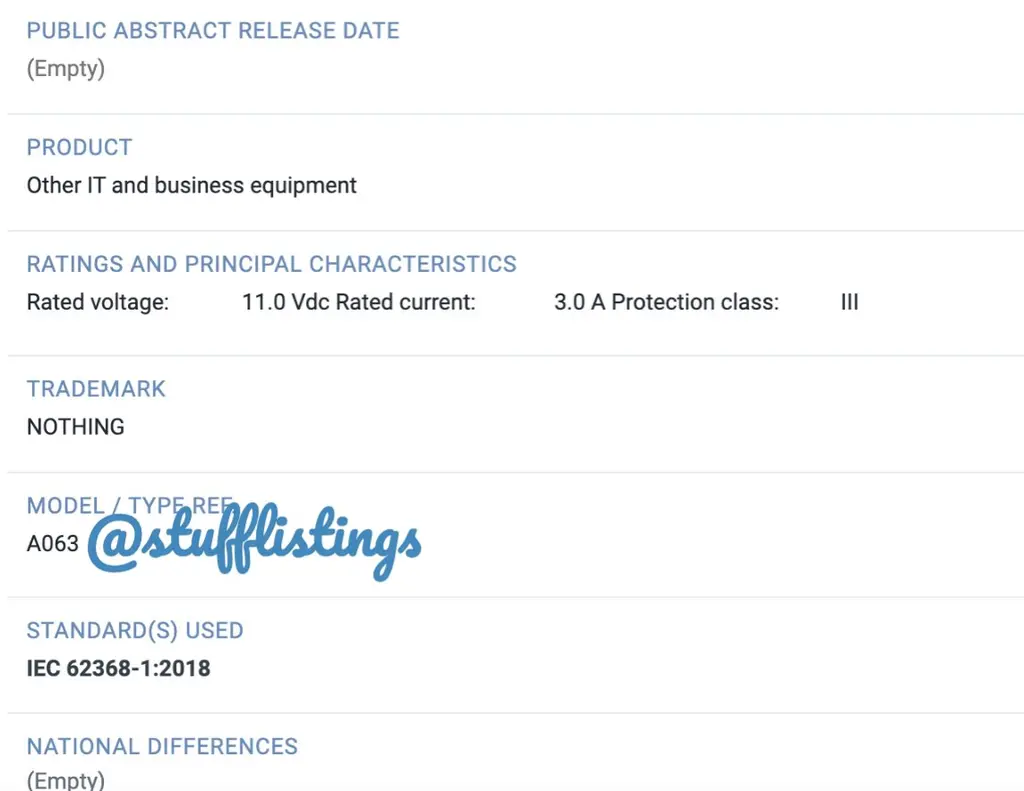 PUBLIC ABSTRACT RELEASE DATE
(Empty)
PRODUCT
Other IT and business equipment
RATINGS AND PRINCIPAL CHARACTERISTICS
Rated voltage: 11.0 Vdc Rated current: 3.0 A Protection class: III
TRADEMARK
NOTHING
MODEL / TYPE REF.
A063 @stufflistings
STANDARD(S) USED
IEC 62368-1:2018
NATIONAL DIFFERENCES
(Empty)